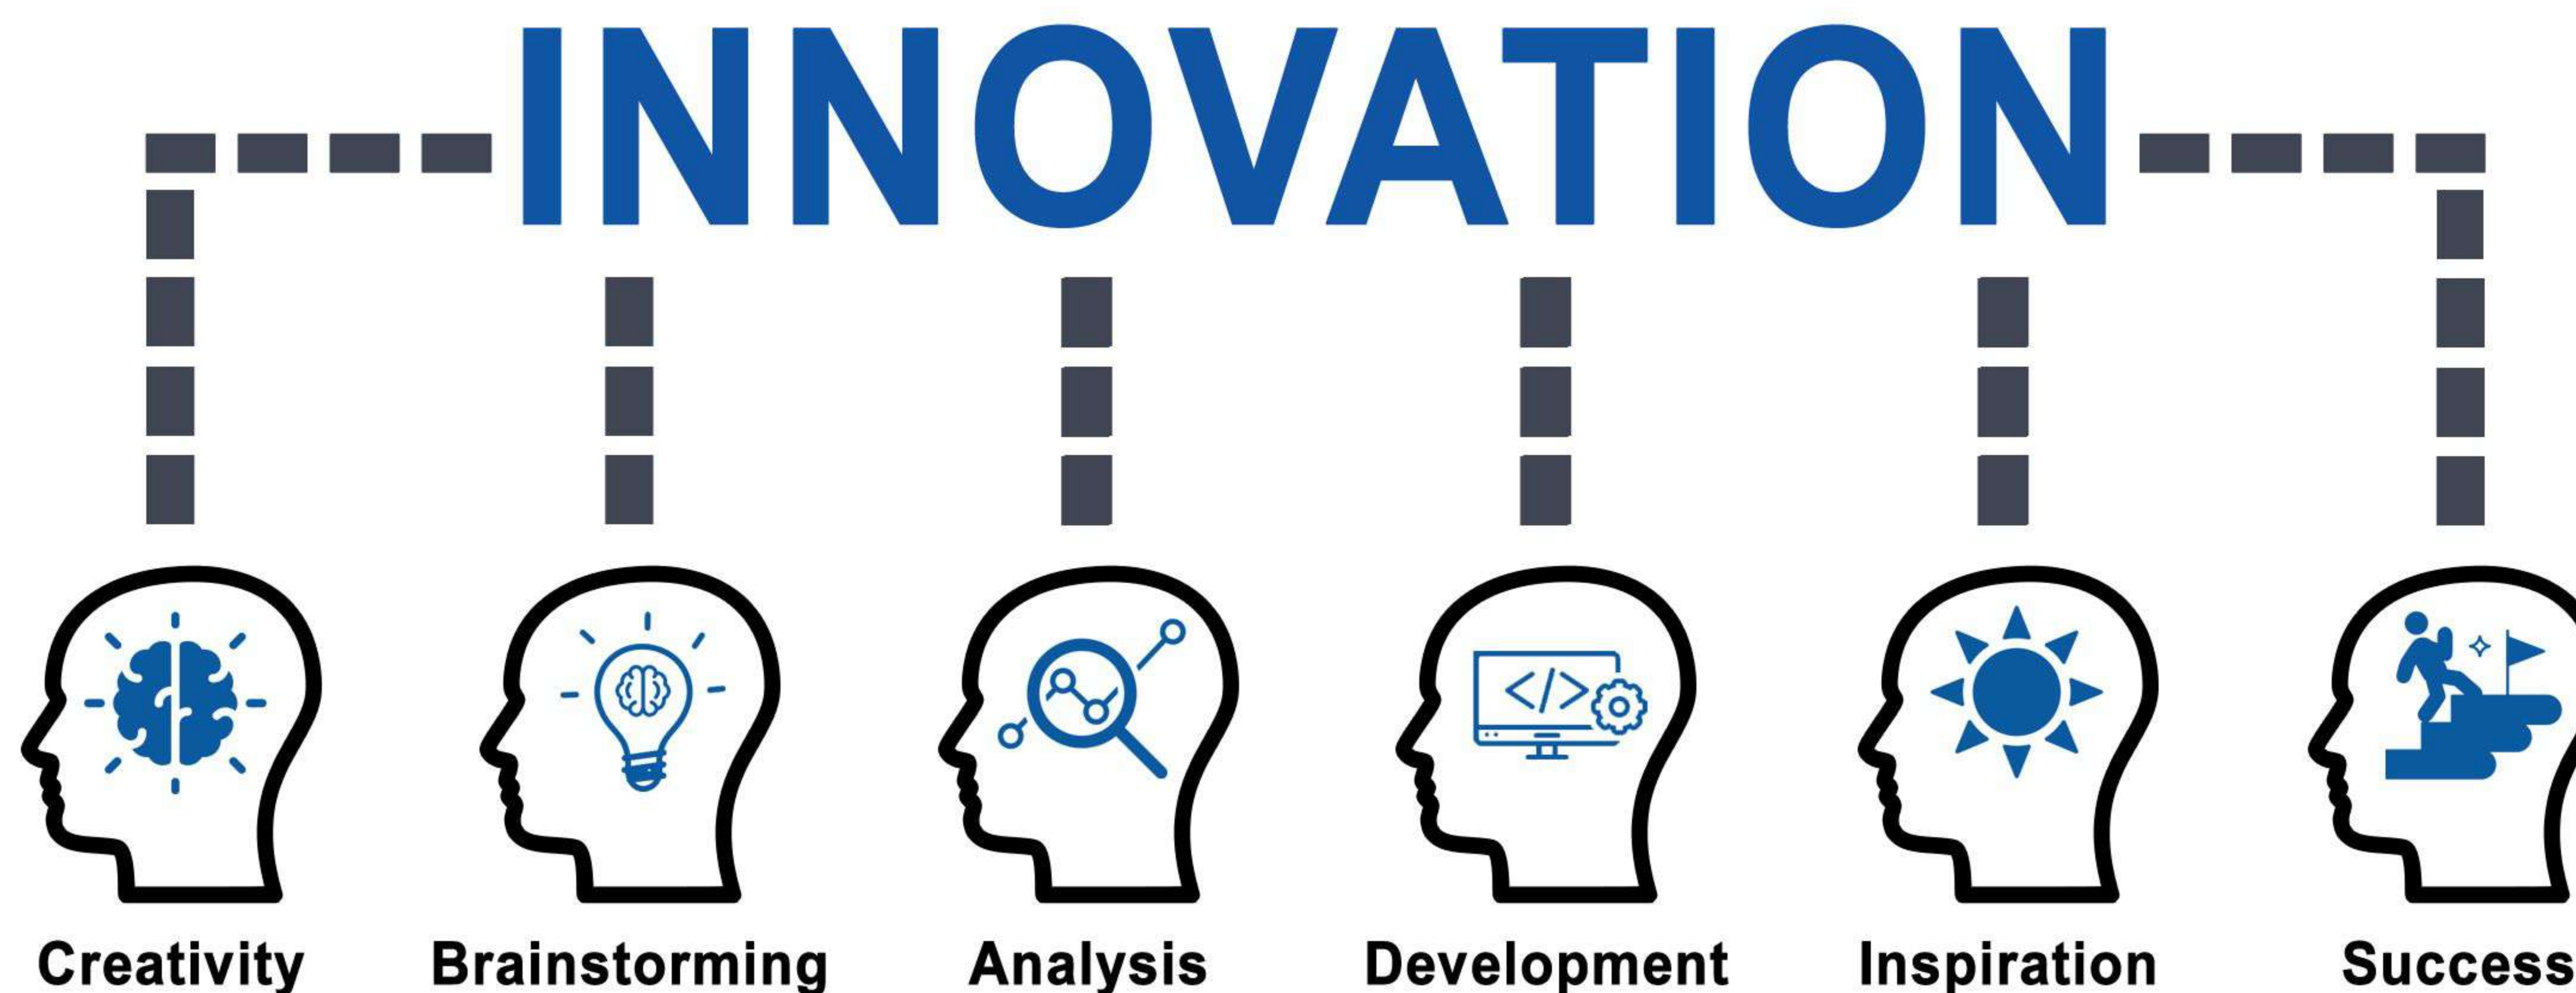 INNOVATION
</>
Creativity
Brainstorming
Analysis
Development
Inspiration
Success